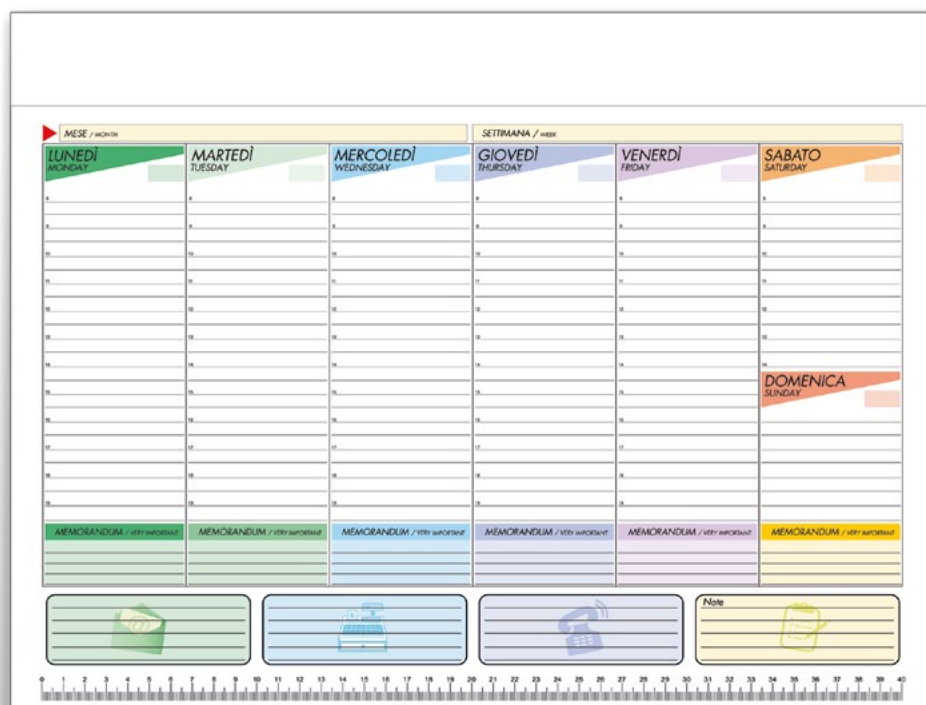 MESE / MONTH
SETTIMANA / WEEK
LUNEDÌ
MONDAY
MARTEDÌ
TUESDAY
MERCOLEDÌ
WEDNESDAY
GIOVEDÌ
THURSDAY
VENERDÌ
FRIDAY
SABATO
SATURDAY
DOMENICA
SUNDAY
MEMORANDUM / VERY IMPORTANT
MEMORANDUM / VERY IMPORTANT
MEMORANDUM / VERY IMPORTANT
MEMORANDUM / VERY IMPORTANT
MEMORANDUM / VERY IMPORTANT
MEMORANDUM / VERY IMPORTANT
@
Note
0 1 2 3 4 5 6 7 8 9 10 11 12 13 14 15 16 17 18 19 20 21 22 23 24 25 26 27 28 29 30 31 32 33 34 35 36 37 38 39 40